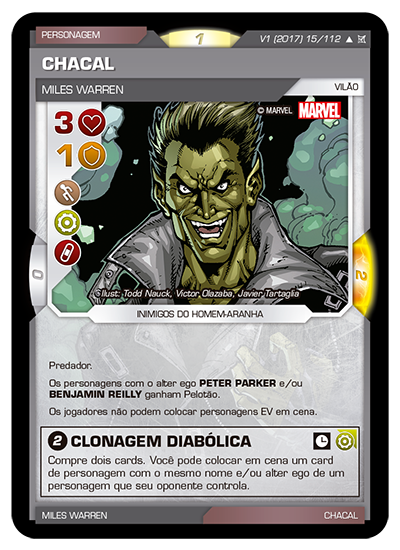 PERSONAGEM
1
V1 (2017) 15/112
CHACAL
MILES WARREN
VILÃO
© MARVEL
MARVEL
3
1
0
2
Illust: Todd Nauck, Victor Olazaba, Javier Tartaglia
INIMIGOS DO HOMEM-ARANHA
Predador.
Os personagens com o alter ego PETER PARKER e/ou
BENJAMIN REILLY ganham Pelotão.
Os jogadores não podem colocar personagens EV em cena.
2 CLONAGEM DIABÓLICA
Compre dois cards. Você pode colocar em cena um card
de personagem com o mesmo nome e/ou alter ego de um
personagem que seu oponente controla.
MILES WARREN
CHACAL